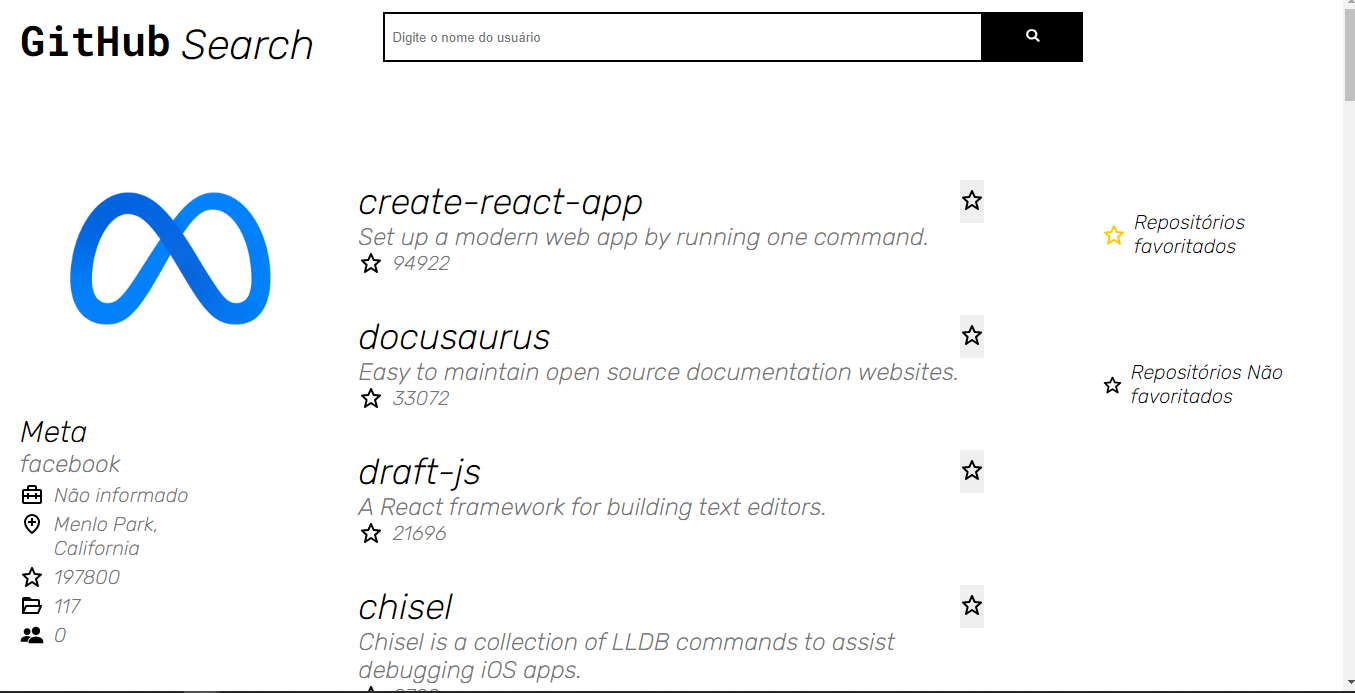 GitHub Search
Digite o nome do usuário
Meta
facebook
Não informado
Menlo Park,
California
197800
117
0
create-react-app
Set up a modern web app by running one command.
94922
docusaurus
Easy to maintain open source documentation websites.
33072
draft-js
A React framework for building text editors.
21696
chisel
Chisel is a collection of LLDB commands to assist
debugging iOS apps.
Repositórios
favoritados
Repositórios Não
favoritados